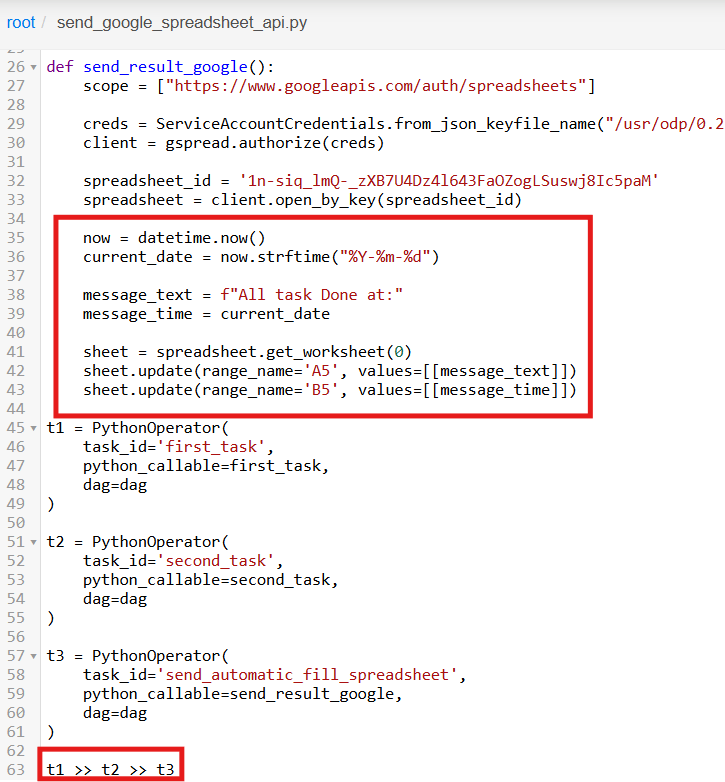 root / send_google_spreadsheet_api.py
26 def send_result_google():
27 scope = ["https://www.googleapis.com/auth/spreadsheets"]
28
29 creds = ServiceAccountCredentials.from_json_keyfile_name("/usr/odp/0.2
30 client = gspread.authorize(creds)
31
32 spreadsheet_id = '1n-siq_lmQ-_zXB7U4Dz4l643FaOZogLSuswj8Ic5paM'
33 spreadsheet = client.open_by_key(spreadsheet_id)
34
35 now = datetime.now()
36 current_date = now.strftime("%Y-%m-%d")
37
38 message_text = f"All task Done at:"
39 message_time = current_date
40
41 sheet = spreadsheet.get_worksheet(0)
42 sheet.update(range_name='A5', values=[[message_text]])
43 sheet.update(range_name='B5', values=[[message_time]])
44
45 t1 = PythonOperator(
46 task_id='first_task',
47 python_callable=first_task,
48 dag=dag
49 )
50
51 t2 = PythonOperator(
52 task_id='second_task',
53 python_callable=second_task,
54 dag=dag
55 )
56
57 t3 = PythonOperator(
58 task_id='send_automatic_fill_spreadsheet',
59 python_callable=send_result_google,
60 dag=dag
61 )
62
63 t1 >> t2 >> t3